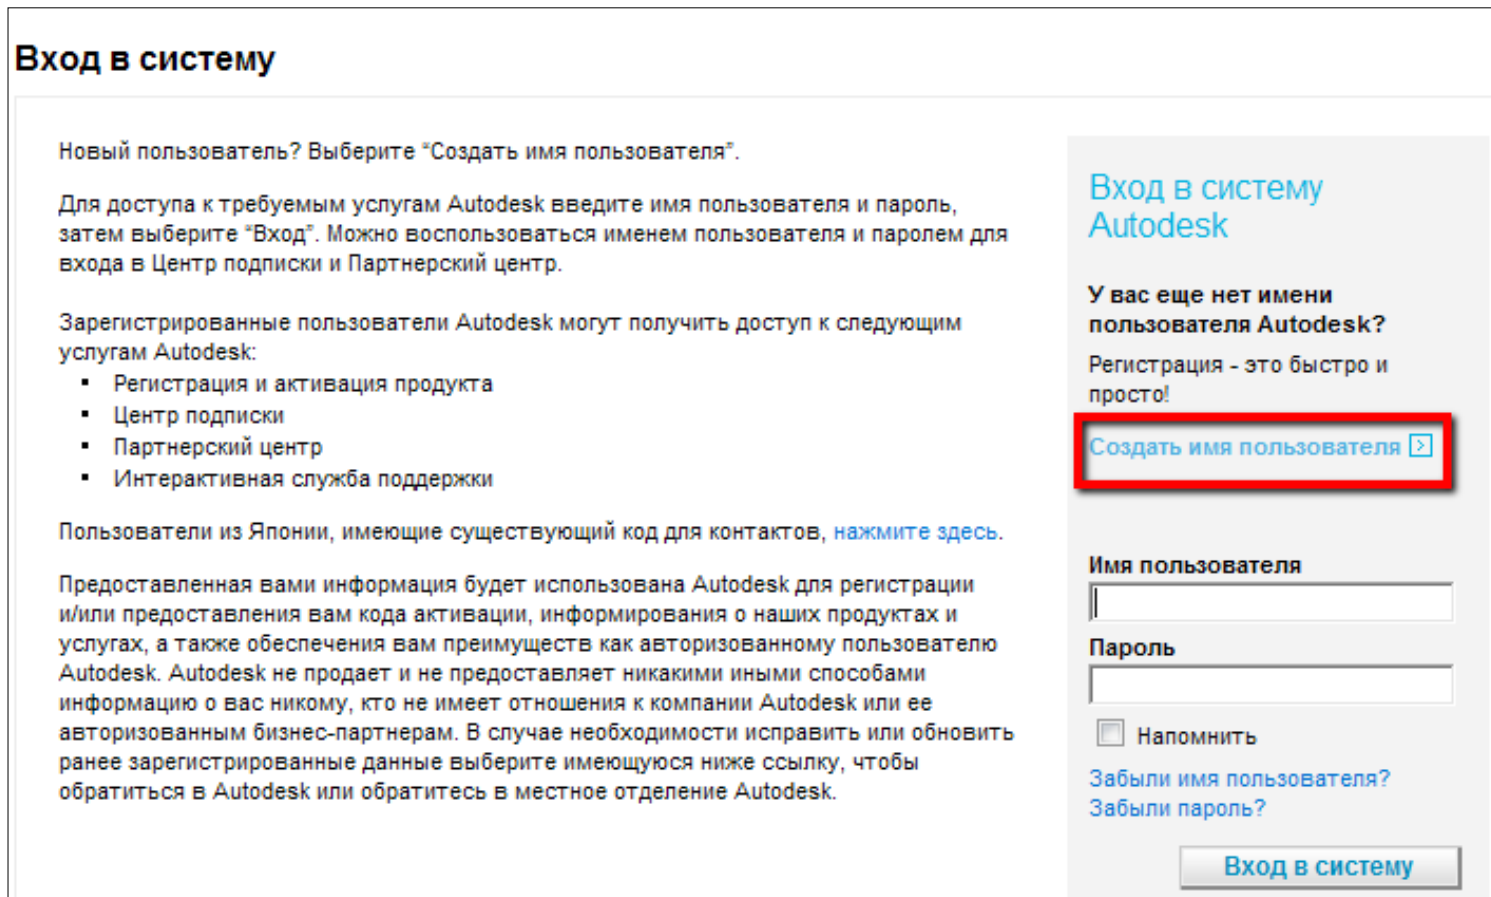 Вход в систему
Новый пользователь? Выберите “Создать имя пользователя”.
Для доступа к требуемым услугам Autodesk введите имя пользователя и пароль,
затем выберите “Вход”. Можно воспользоваться именем пользователя и паролем для
входа в Центр подписки и Партнерский центр.
Зарегистрированные пользователи Autodesk могут получить доступ к следующим
услугам Autodesk:
▪ Регистрация и активация продукта
▪ Центр подписки
▪ Партнерский центр
▪ Интерактивная служба поддержки
Пользователи из Японии, имеющие существующий код для контактов, нажмите здесь.
Предоставленная вами информация будет использована Autodesk для регистрации
и/или предоставления вам кода активации, информирования о наших продуктах и
услугах, а также обеспечения вам преимуществ как авторизованному пользователю
Autodesk. Autodesk не продает и не предоставляет никакими иными способами
информацию о вас никому, кто не имеет отношения к компании Autodesk или ее
авторизованным бизнес-партнерам. В случае необходимости исправить или обновить
ранее зарегистрированные данные выберите имеющуюся ниже ссылку, чтобы
обратиться в Autodesk или обратитесь в местное отделение Autodesk.
Вход в систему
Autodesk
У вас еще нет имени
пользователя Autodesk?
Регистрация - это быстро и
просто!
Создать имя пользователя
Имя пользователя
Пароль
Напомнить
Забыли имя пользователя?
Забыли пароль?
Вход в систему